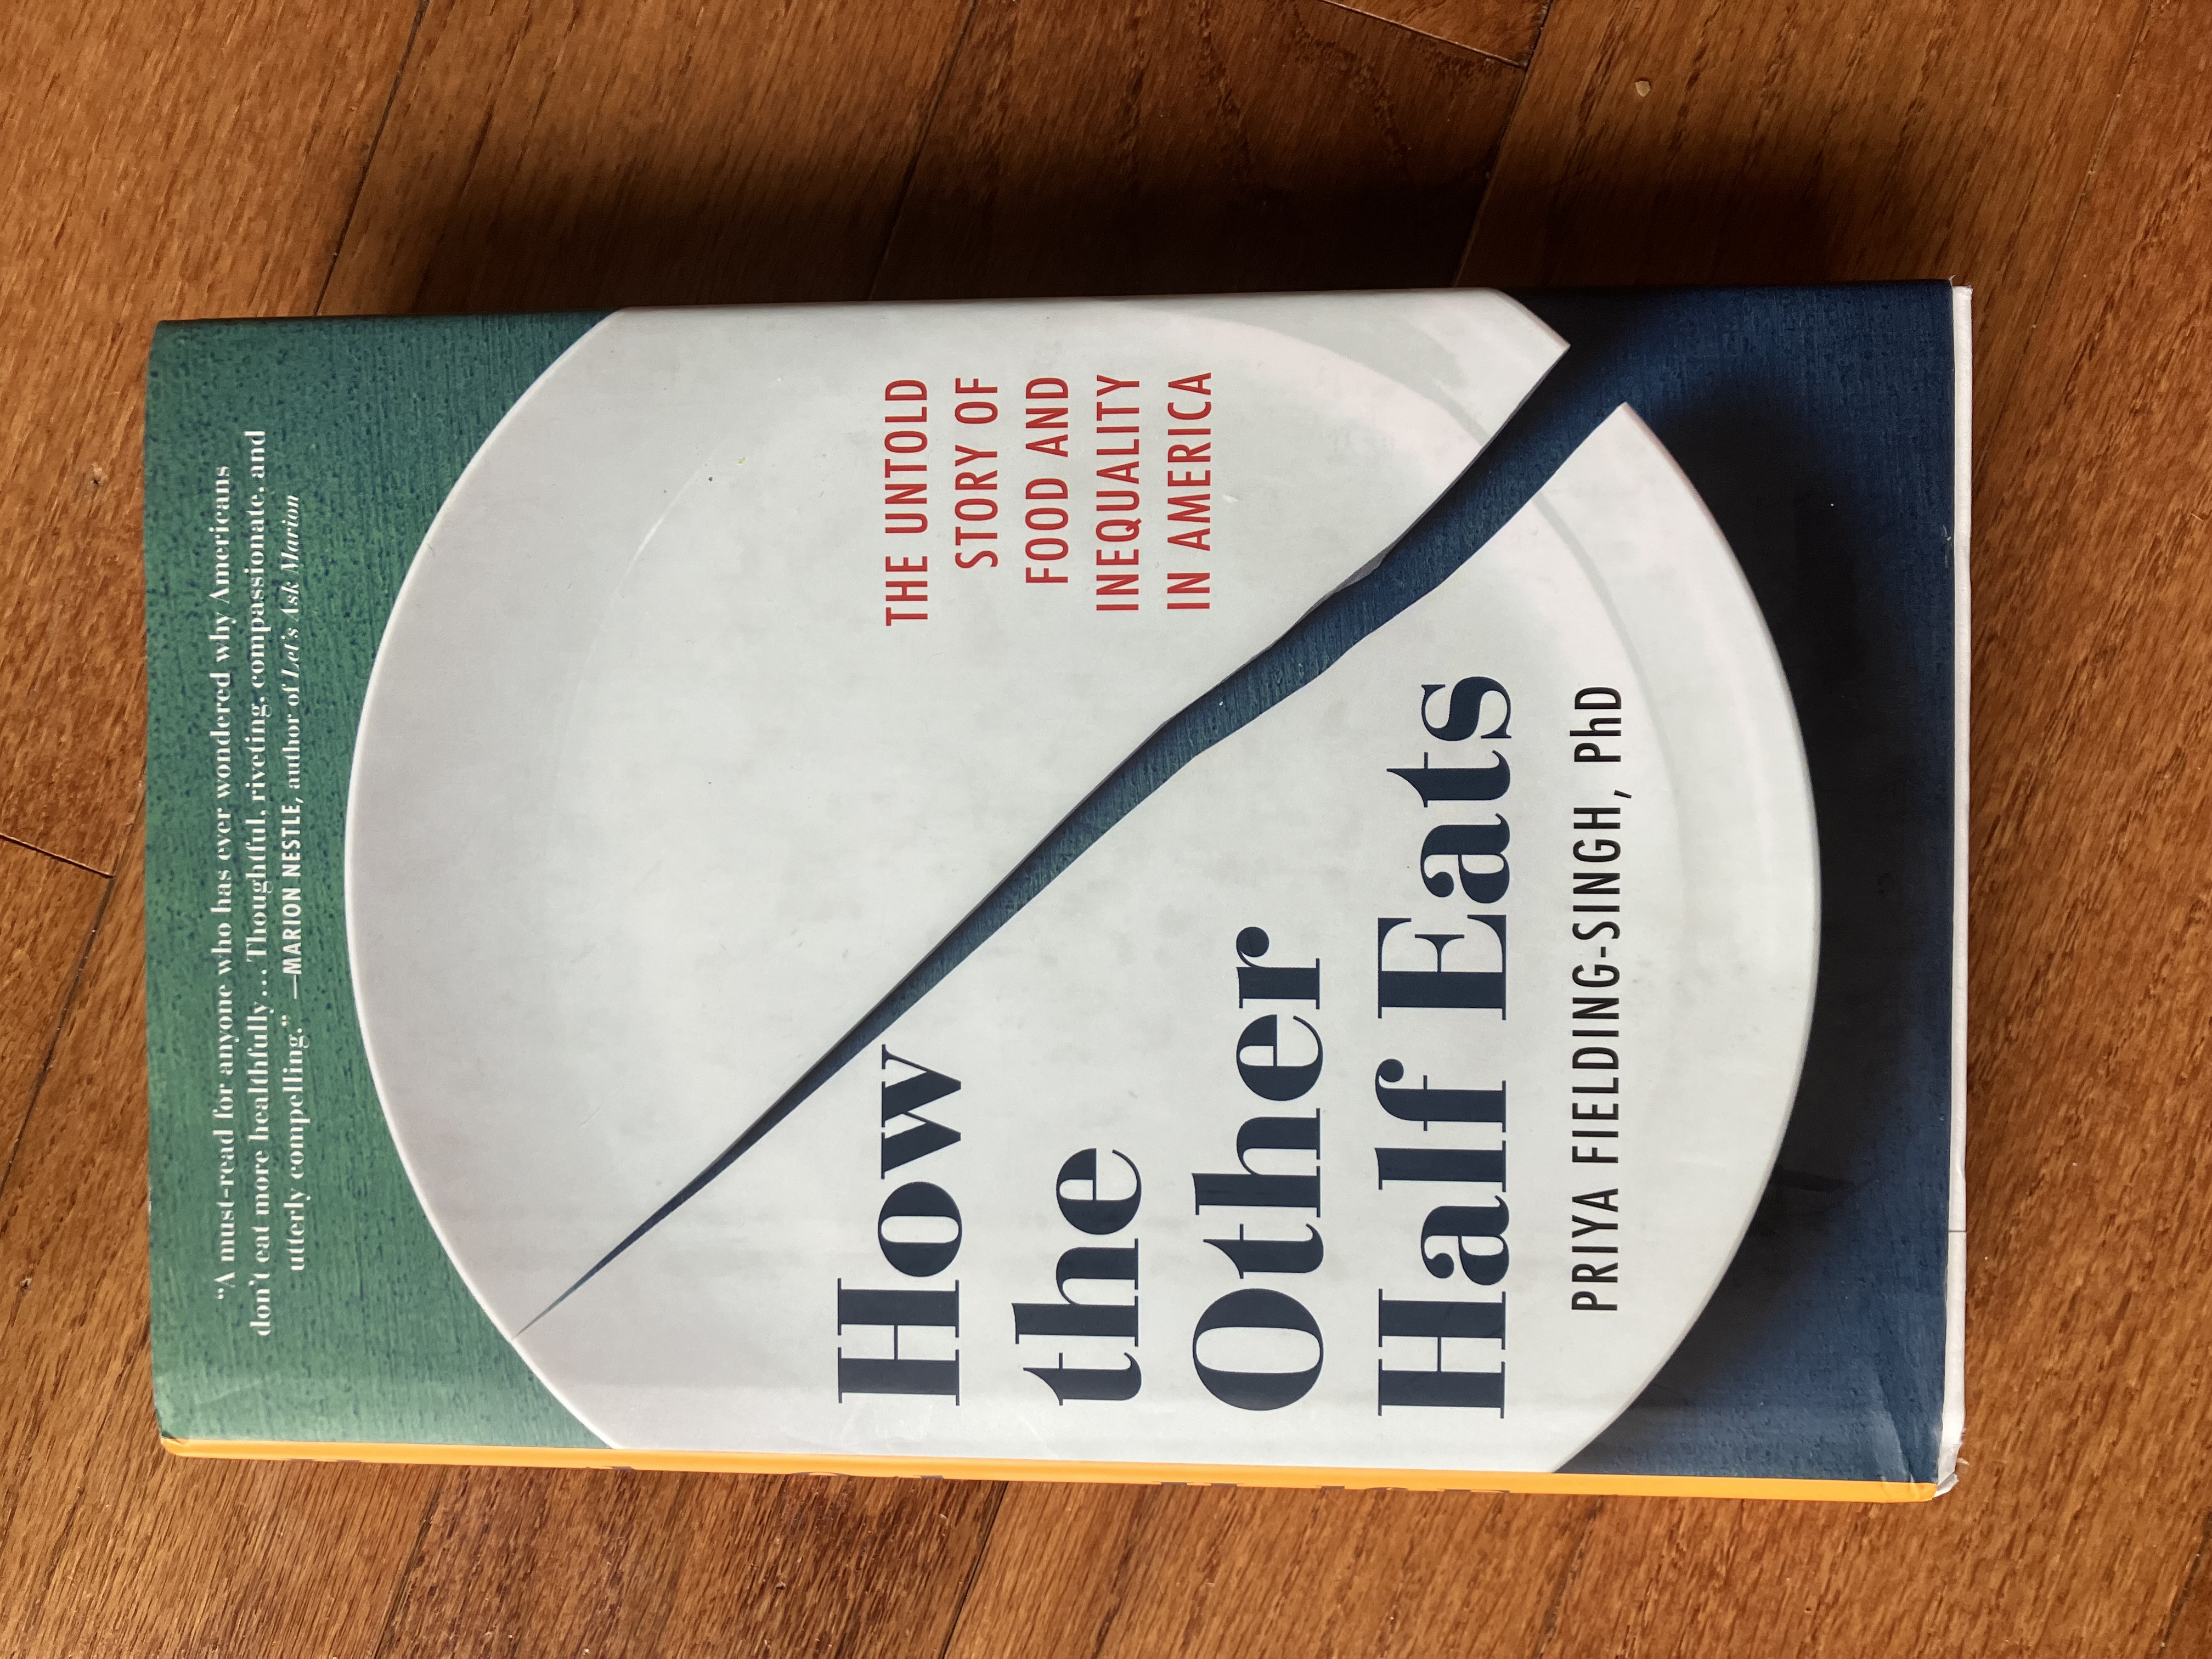 "A must-read for anyone who has ever wondered why Americans
don't eat more healthfully... Thoughtful, riveting, compassionate, and
utterly compelling." —MARION NESTLE, author of Let's Ask Marion
THE UNTOLD
STORY OF
FOOD AND
INEQUALITY
IN AMERICA
How
the
Other
Half Eats
PRIYA FIELDING-SINGH, PhD